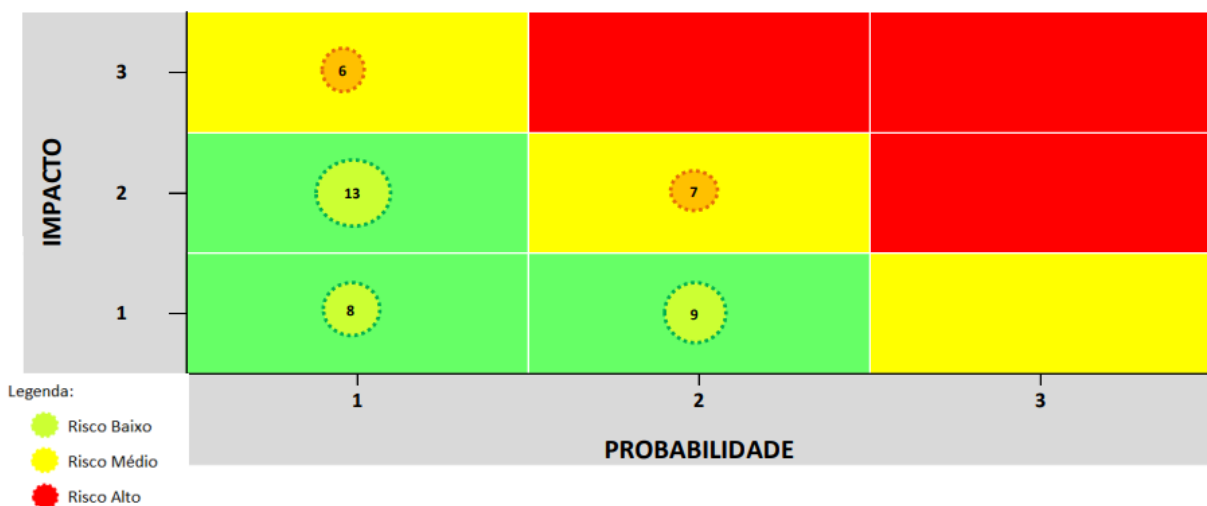 IMPACTO
3
6
2
13
7
1
8
9
1
2
3
PROBABILIDADE
Legenda:
Risco Baixo
Risco Médio
Risco Alto